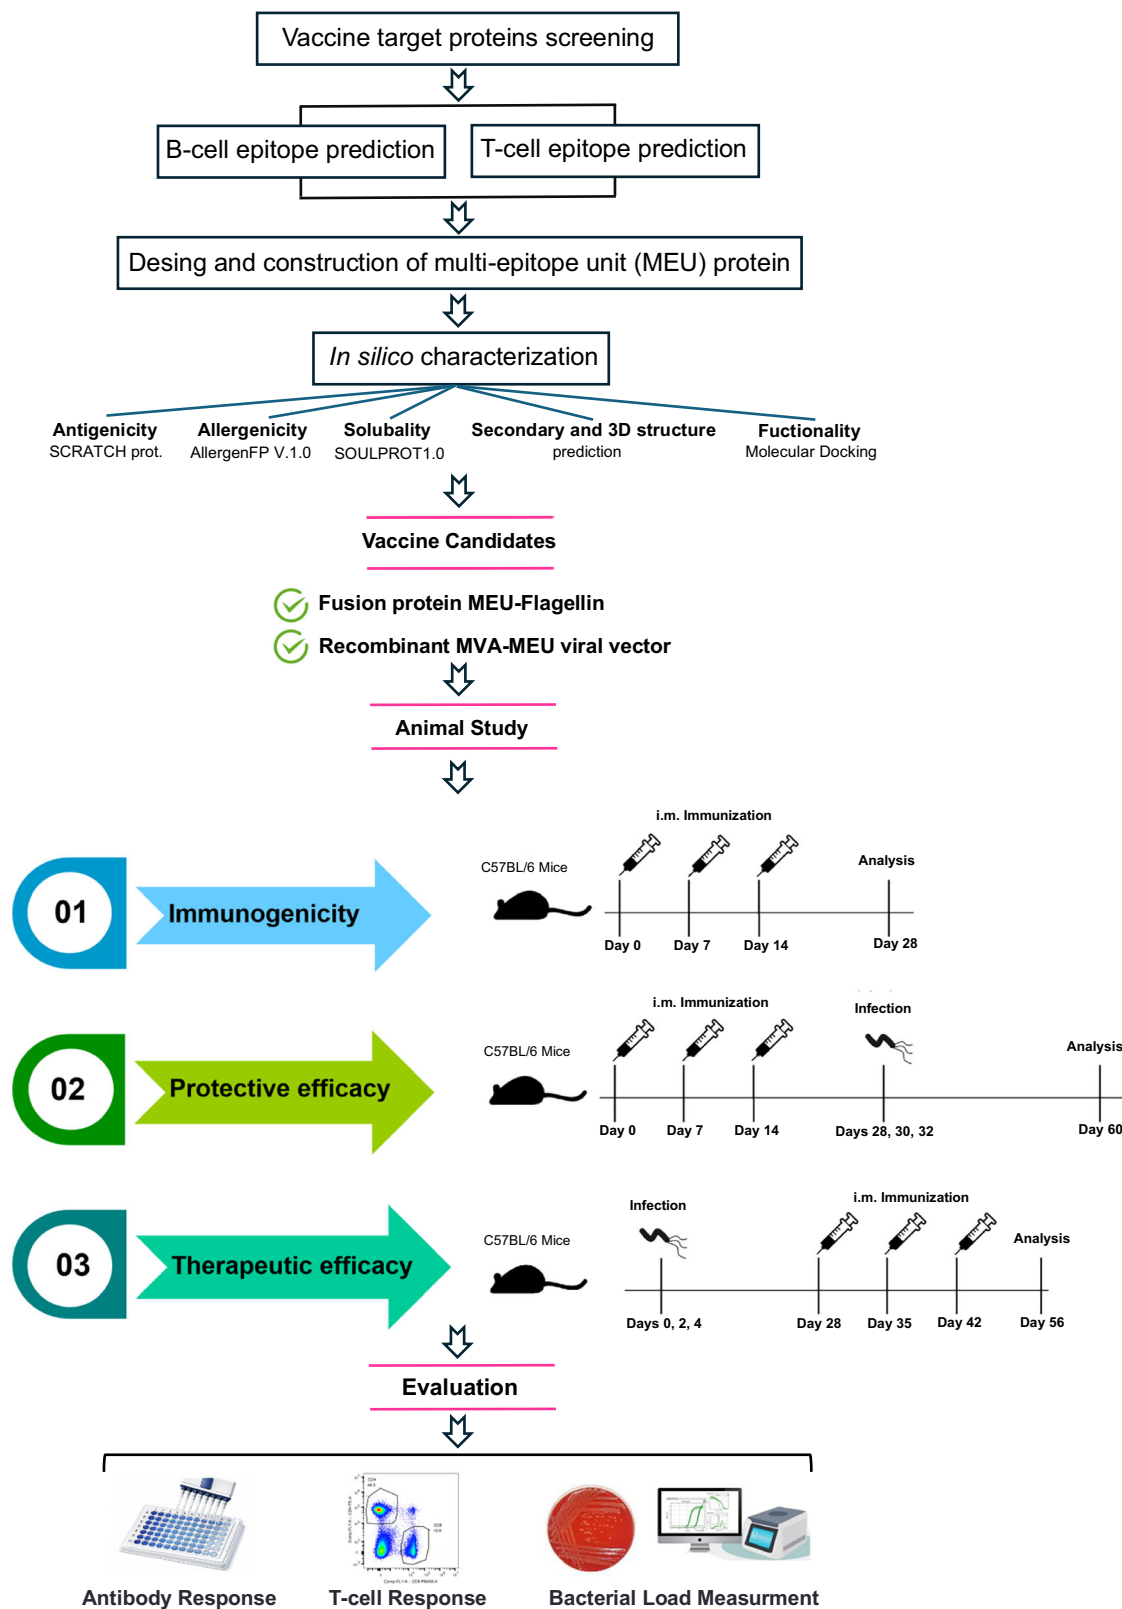 Vaccine target proteins screening
B-cell epitope prediction
T-cell epitope prediction
Desing and construction of multi-epitope unit (MEU) protein
In silico characterization
Antigenicity
SCRATCH prot.
Allergenicity
AllergenFP V.1.0
Solubality
SOULPROT1.0
Secondary and 3D structure
prediction
Fuctionality
Molecular Docking
Vaccine Candidates
Fusion protein MEU-Flagellin
Recombinant MVA-MEU viral vector
Animal Study
01
Immunogenicity
C57BL/6 Mice
i.m. Immunization
Analysis
Day 0
Day 7
Day 14
Day 28
02
Protective efficacy
C57BL/6 Mice
i.m. Immunization
Infection
Analysis
Day 0
Day 7
Day 14
Days 28, 30, 32
Day 60
03
Therapeutic efficacy
C57BL/6 Mice
Infection
i.m. Immunization
Analysis
Days 0, 2, 4
Day 28
Day 35
Day 42
Day 56
Evaluation
CD4
CD8
Antibody Response
T-cell Response
Bacterial Load Measurment